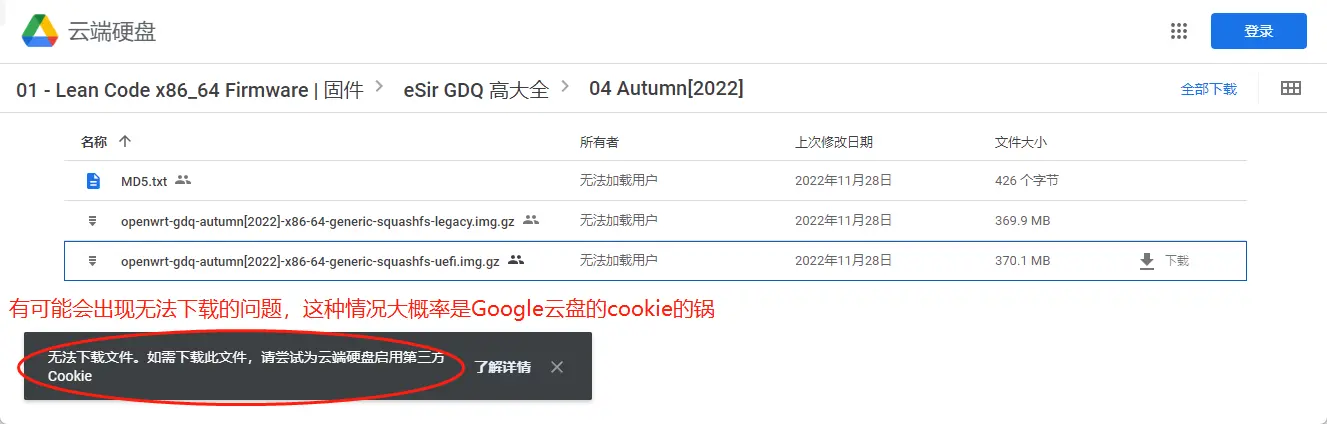 云端硬盘
登录
01 - Lean Code x86_64 Firmware | 固件 > eSir GDQ 高大全 > 04 Autumn[2022]
全部下载
名称 所有者 上次修改日期 文件大小
MD5.txt 无法加载用户 2022年11月28日 426 个字节
openwrt-gdq-autumn[2022]-x86-64-generic-squashfs-legacy.img.gz 无法加载用户 2022年11月28日 369.9 MB
openwrt-gdq-autumn[2022]-x86-64-generic-squashfs-uefi.img.gz 无法加载用户 2022年11月28日 370.1 MB 下载
有可能会出现无法下载的问题，这种情况大概率是Google云盘的cookie的锅
无法下载文件。如需下载此文件，请尝试为云端硬盘启用第三方
Cookie
了解详情